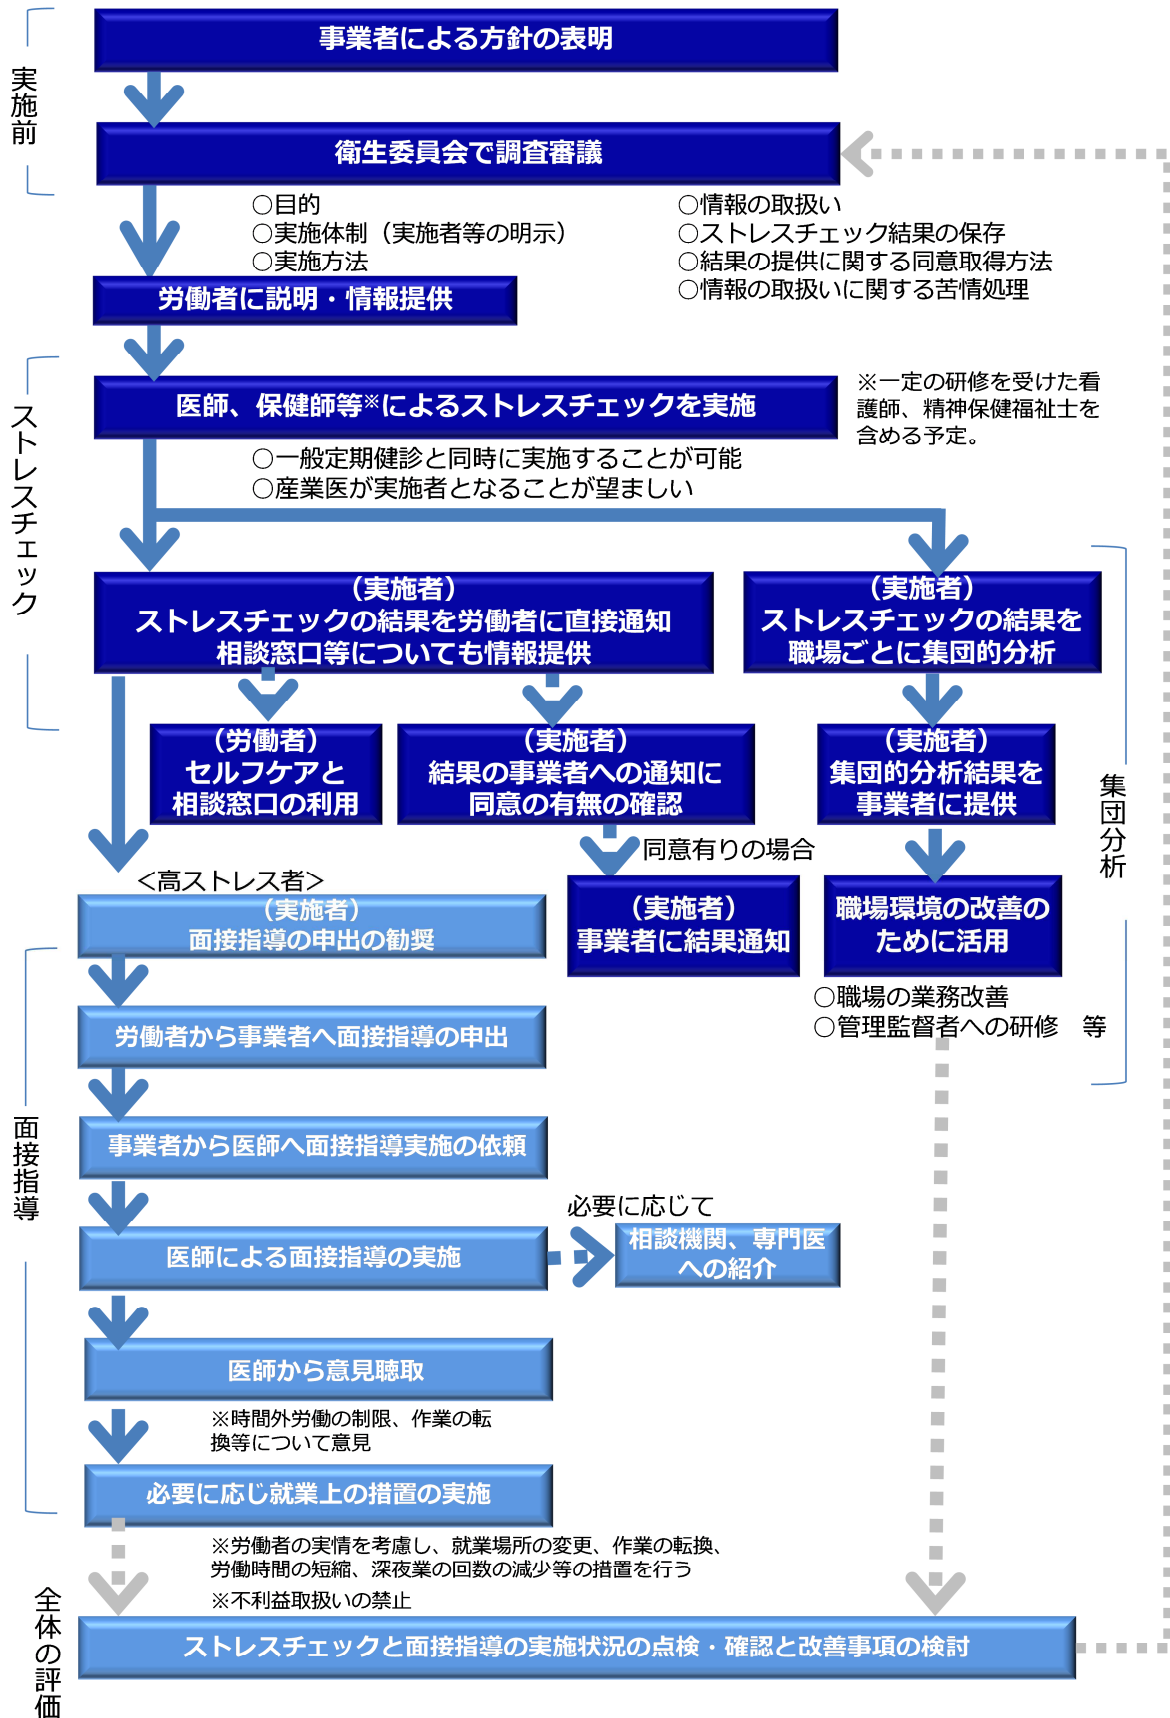 実施前
事業者による方針の表明
衛生委員会で調査審議
○目的
○実施体制（実施者等の明示）
○実施方法
○情報の取扱い
○ストレスチェック結果の保存
○結果の提供に関する同意取得方法
○情報の取扱いに関する苦情処理
労働者に説明・情報提供
ストレスチェック
医師、保健師等※によるストレスチェックを実施
※一定の研修を受けた看
護師、精神保健福祉士を
含める予定。
○一般定期健診と同時に実施することが可能
○産業医が実施者となることが望ましい
（実施者）
ストレスチェックの結果を労働者に直接通知
相談窓口等についても情報提供
（実施者）
ストレスチェックの結果を
職場ごとに集団的分析
（労働者）
セルフケアと
相談窓口の利用
（実施者）
結果の事業者への通知に
同意の有無の確認
（実施者）
集団的分析結果を
事業者に提供
集団分析
同意有りの場合
（実施者）
事業者に結果通知
職場環境の改善の
ために活用
○職場の業務改善
○管理監督者への研修　等
＜高ストレス者＞
（実施者）
面接指導の申出の勧奨
面接指導
労働者から事業者へ面接指導の申出
事業者から医師へ面接指導実施の依頼
医師による面接指導の実施
必要に応じて
相談機関、専門医
への紹介
医師から意見聴取
※時間外労働の制限、作業の転
換等について意見
必要に応じ就業上の措置の実施
※労働者の実情を考慮し、就業場所の変更、作業の転換、
労働時間の短縮、深夜業の回数の減少等の措置を行う
※不利益取扱いの禁止
全体の評価
ストレスチェックと面接指導の実施状況の点検・確認と改善事項の検討